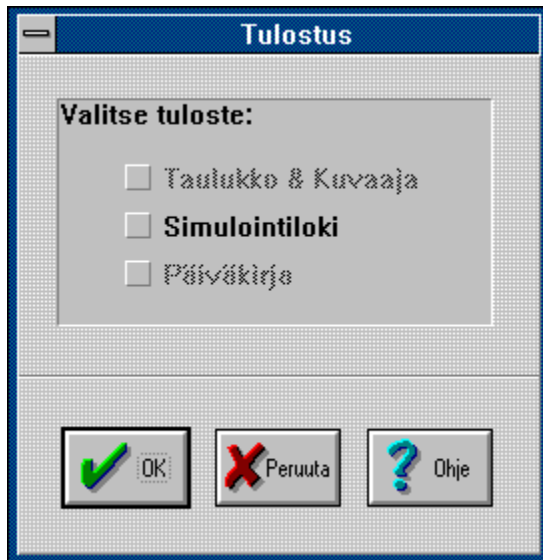 Tulostus
Valitse tuloste:
Taulukko & Kuvaaja
Simulointiloki
Päiväkirja
OK
Peruuta
Ohje